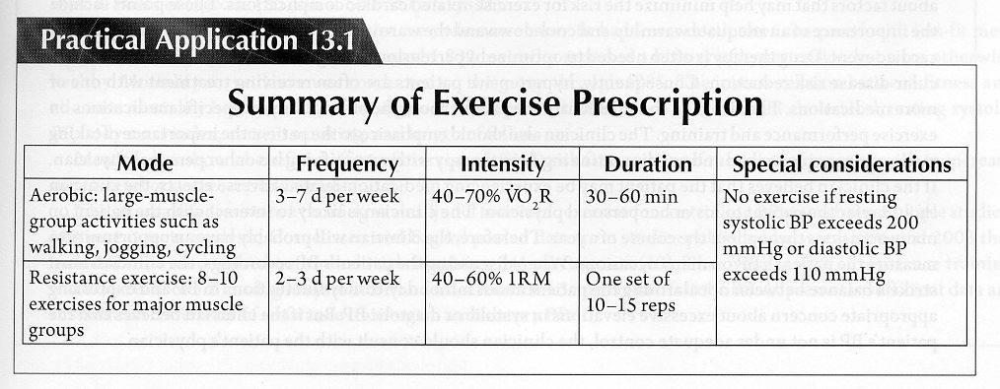 Practical Application 13.1
Summary of Exercise Prescription
Mode Frequency Intensity Duration Special considerations
Aerobic: large-muscle-
group activities such as
walking, jogging, cycling
3–7 d per week
40–70% V̇O₂R
30–60 min
No exercise if resting
systolic BP exceeds 200
mmHg or diastolic BP
exceeds 110 mmHg
Resistance exercise: 8–10
exercises for major muscle
groups
2–3 d per week
40–60% 1RM
One set of
10–15 reps